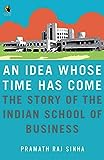 AN IDEA WHOSE
TIME HAS COME
THE STORY OF THE
INDIAN SCHOOL OF
BUSINESS
PRAMATH RAJ SINHA